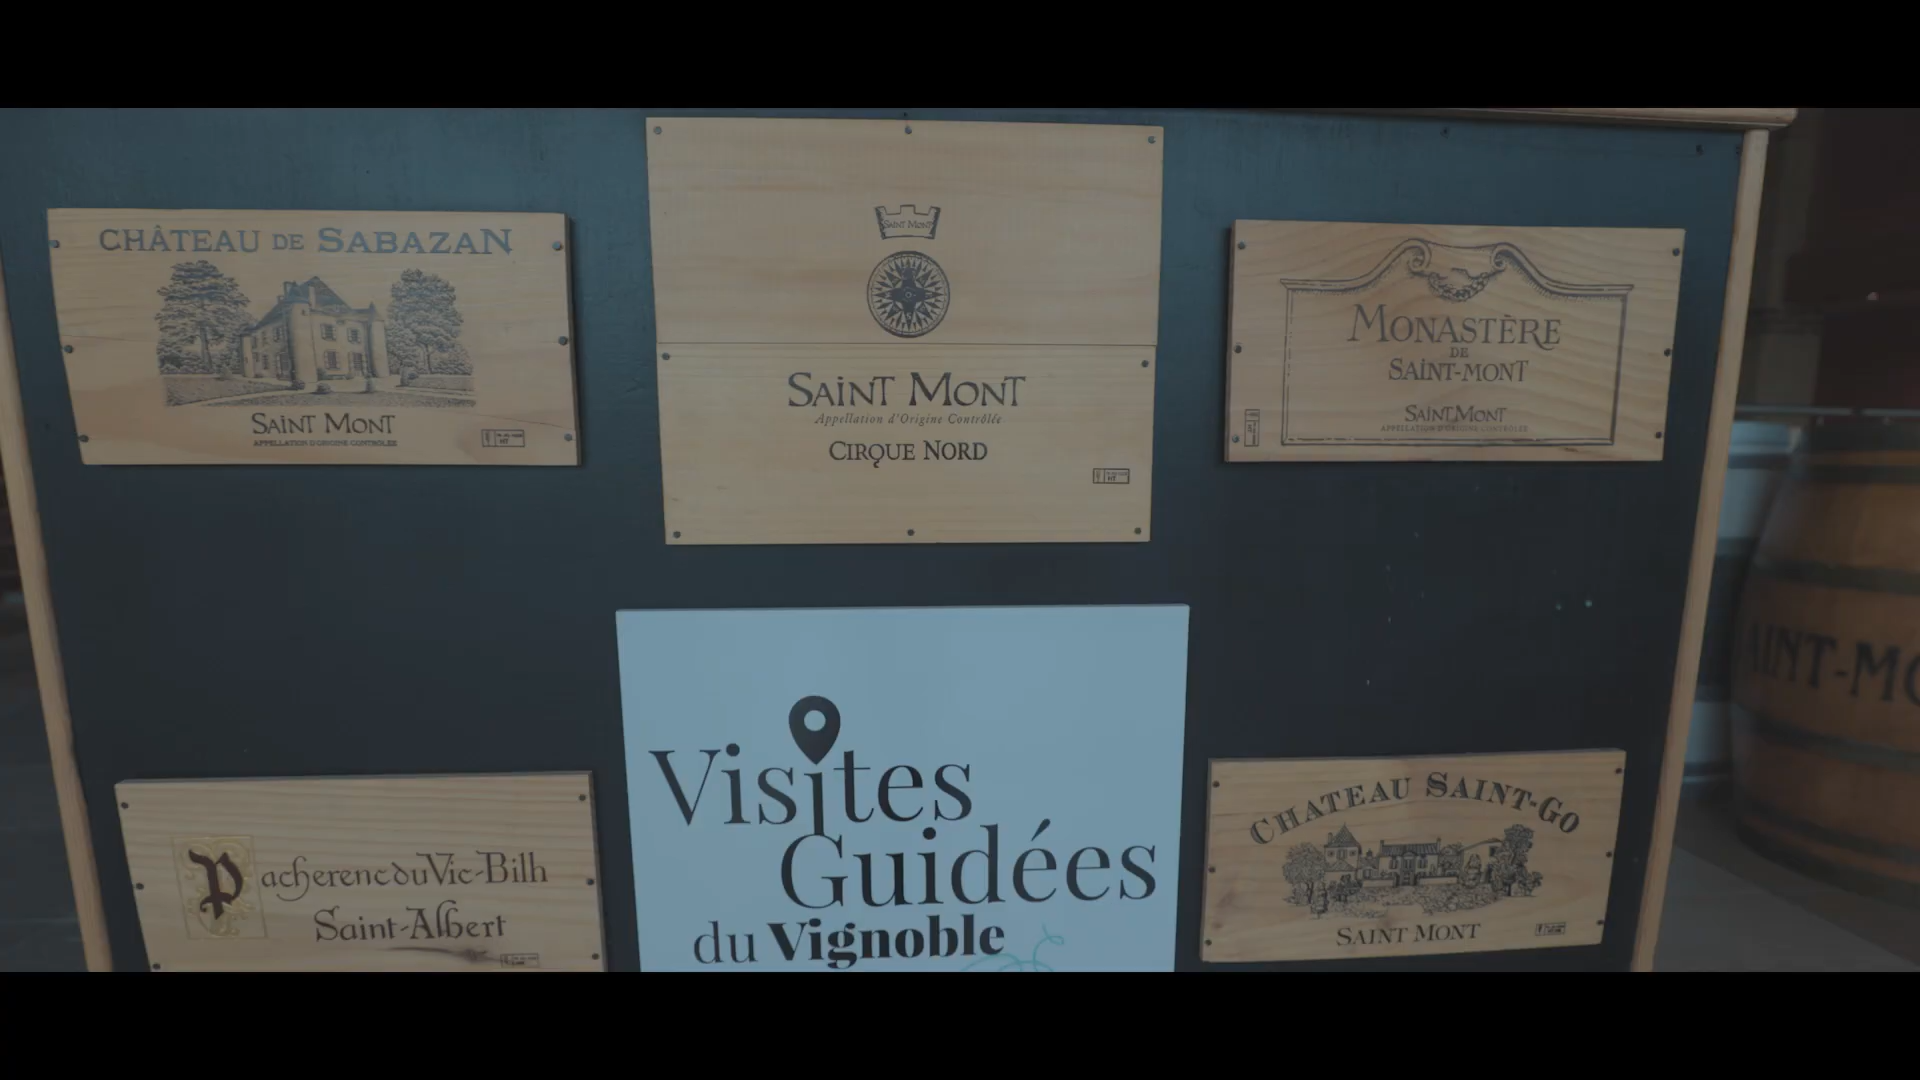 CHÂTEAU DE SABAZAN
SAINT MONT
APPELLATION D'ORIGINE CONTRÔLÉE
SAINT MONT
SAINT MONT
Appellation d'Origine Contrôlée
CIRQUE NORD
MONASTÈRE
DE
SAINT-MONT
SAINT MONT
APPELLATION D'ORIGINE CONTRÔLÉE
AINT-MO
Pacherenc du Vic-Bilh
Saint-Albert
Visites
Guidées
du Vignoble
CHATEAU SAINT-GO
SAINT MONT